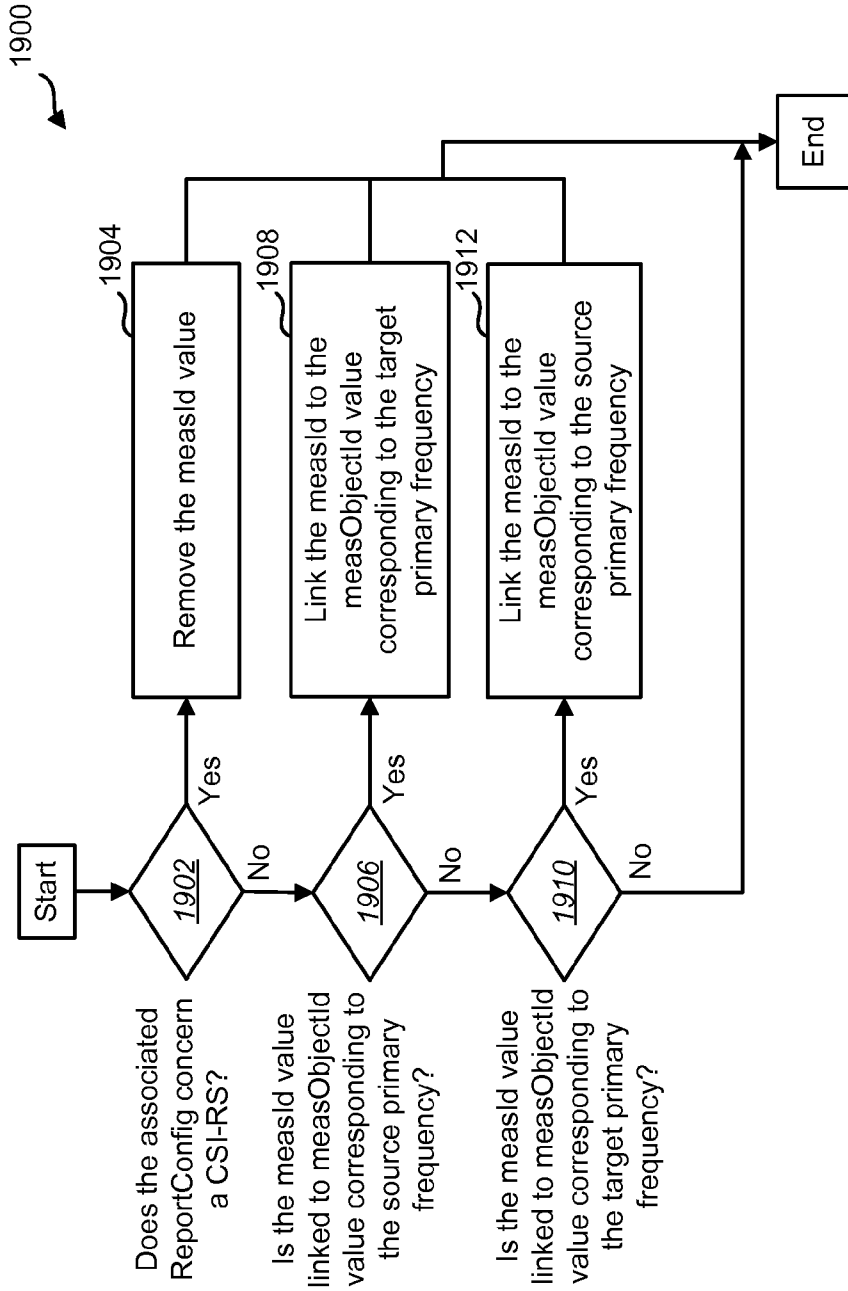 1900
Start
Does the associated
ReportConfig concern
a CSI-RS?
1902
Yes
No
1904
Remove the measId value
Is the measId value
linked to measObjectId
value corresponding to
the source primary
frequency?
1906
Yes
No
1908
Link the measId to the
measObjectId value
corresponding to the target
primary frequency
Is the measId value
linked to measObjectId
value corresponding to
the target primary
frequency?
1910
Yes
No
1912
Link the measId to the
measObjectId value
corresponding to the source
primary frequency
End